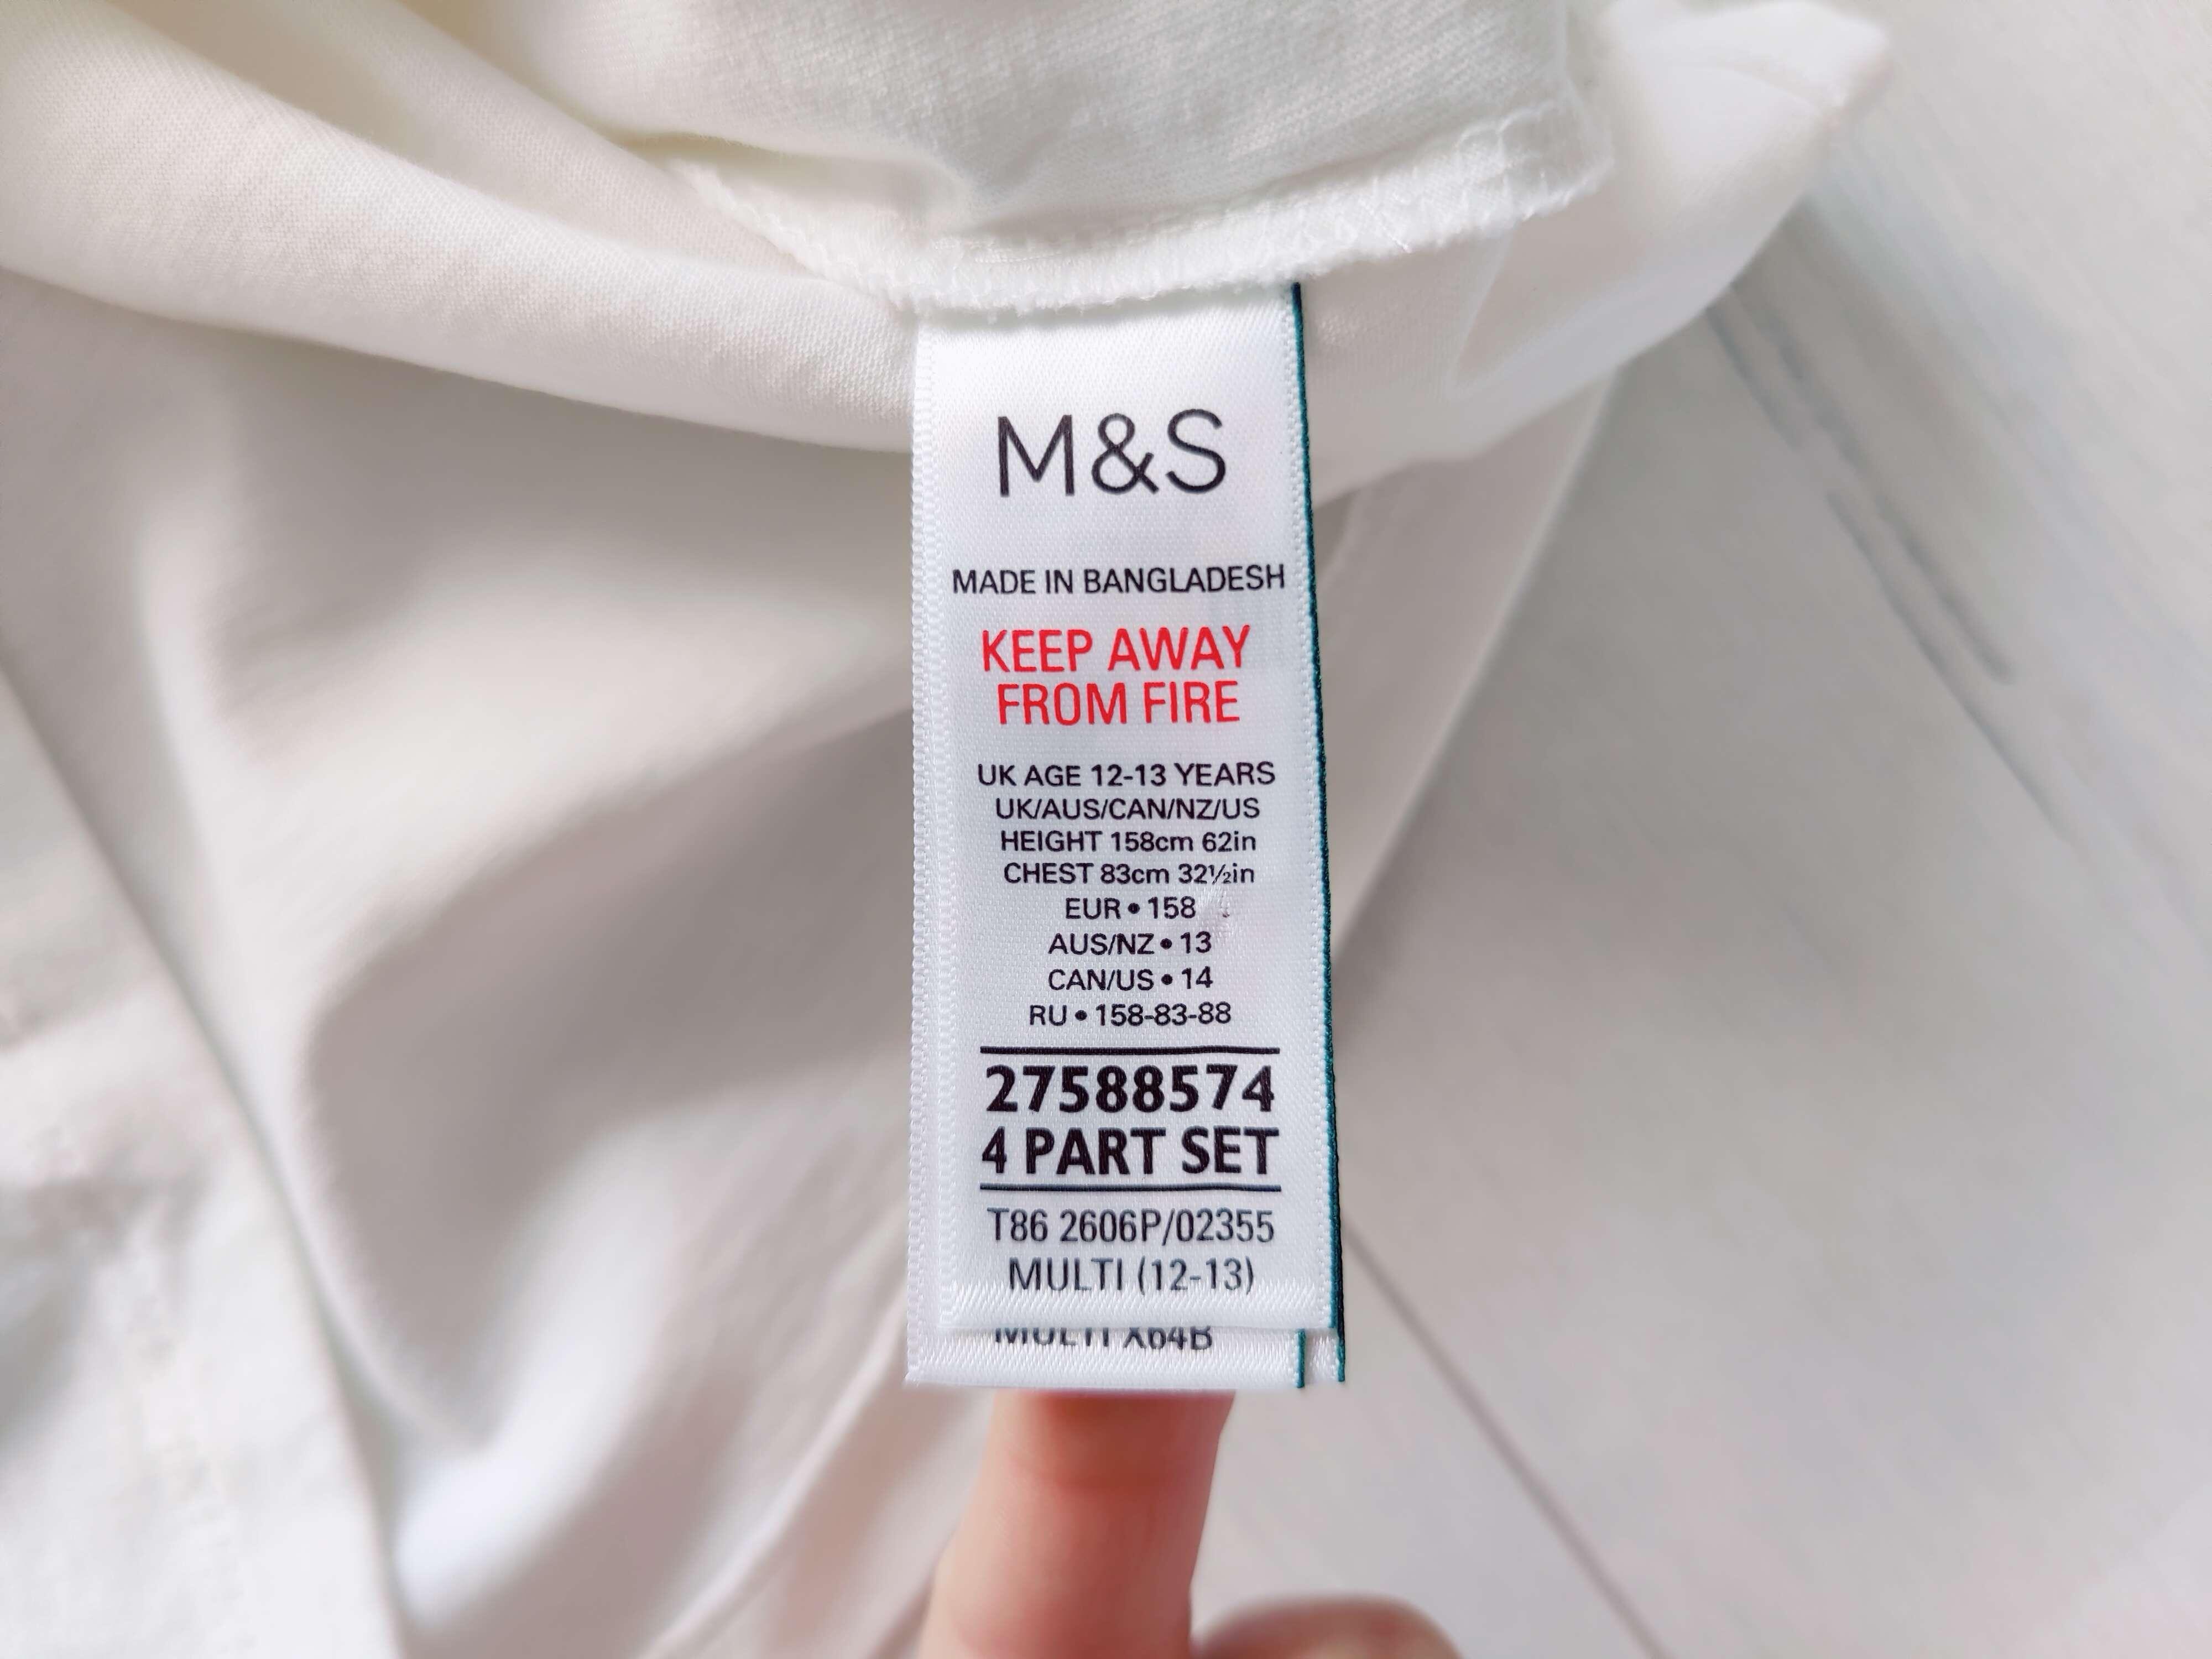 M&S
MADE IN BANGLADESH
KEEP AWAY
FROM FIRE
UK AGE 12-13 YEARS
UK/AUS/CAN/NZ/US
HEIGHT 158cm 62in
CHEST 83cm 32½in
EUR • 158
AUS/NZ • 13
CAN/US • 14
RU • 158-83-88
27588574
4 PART SET
T86 2606P/02355
MULTI (12-13)
MULTI X64B